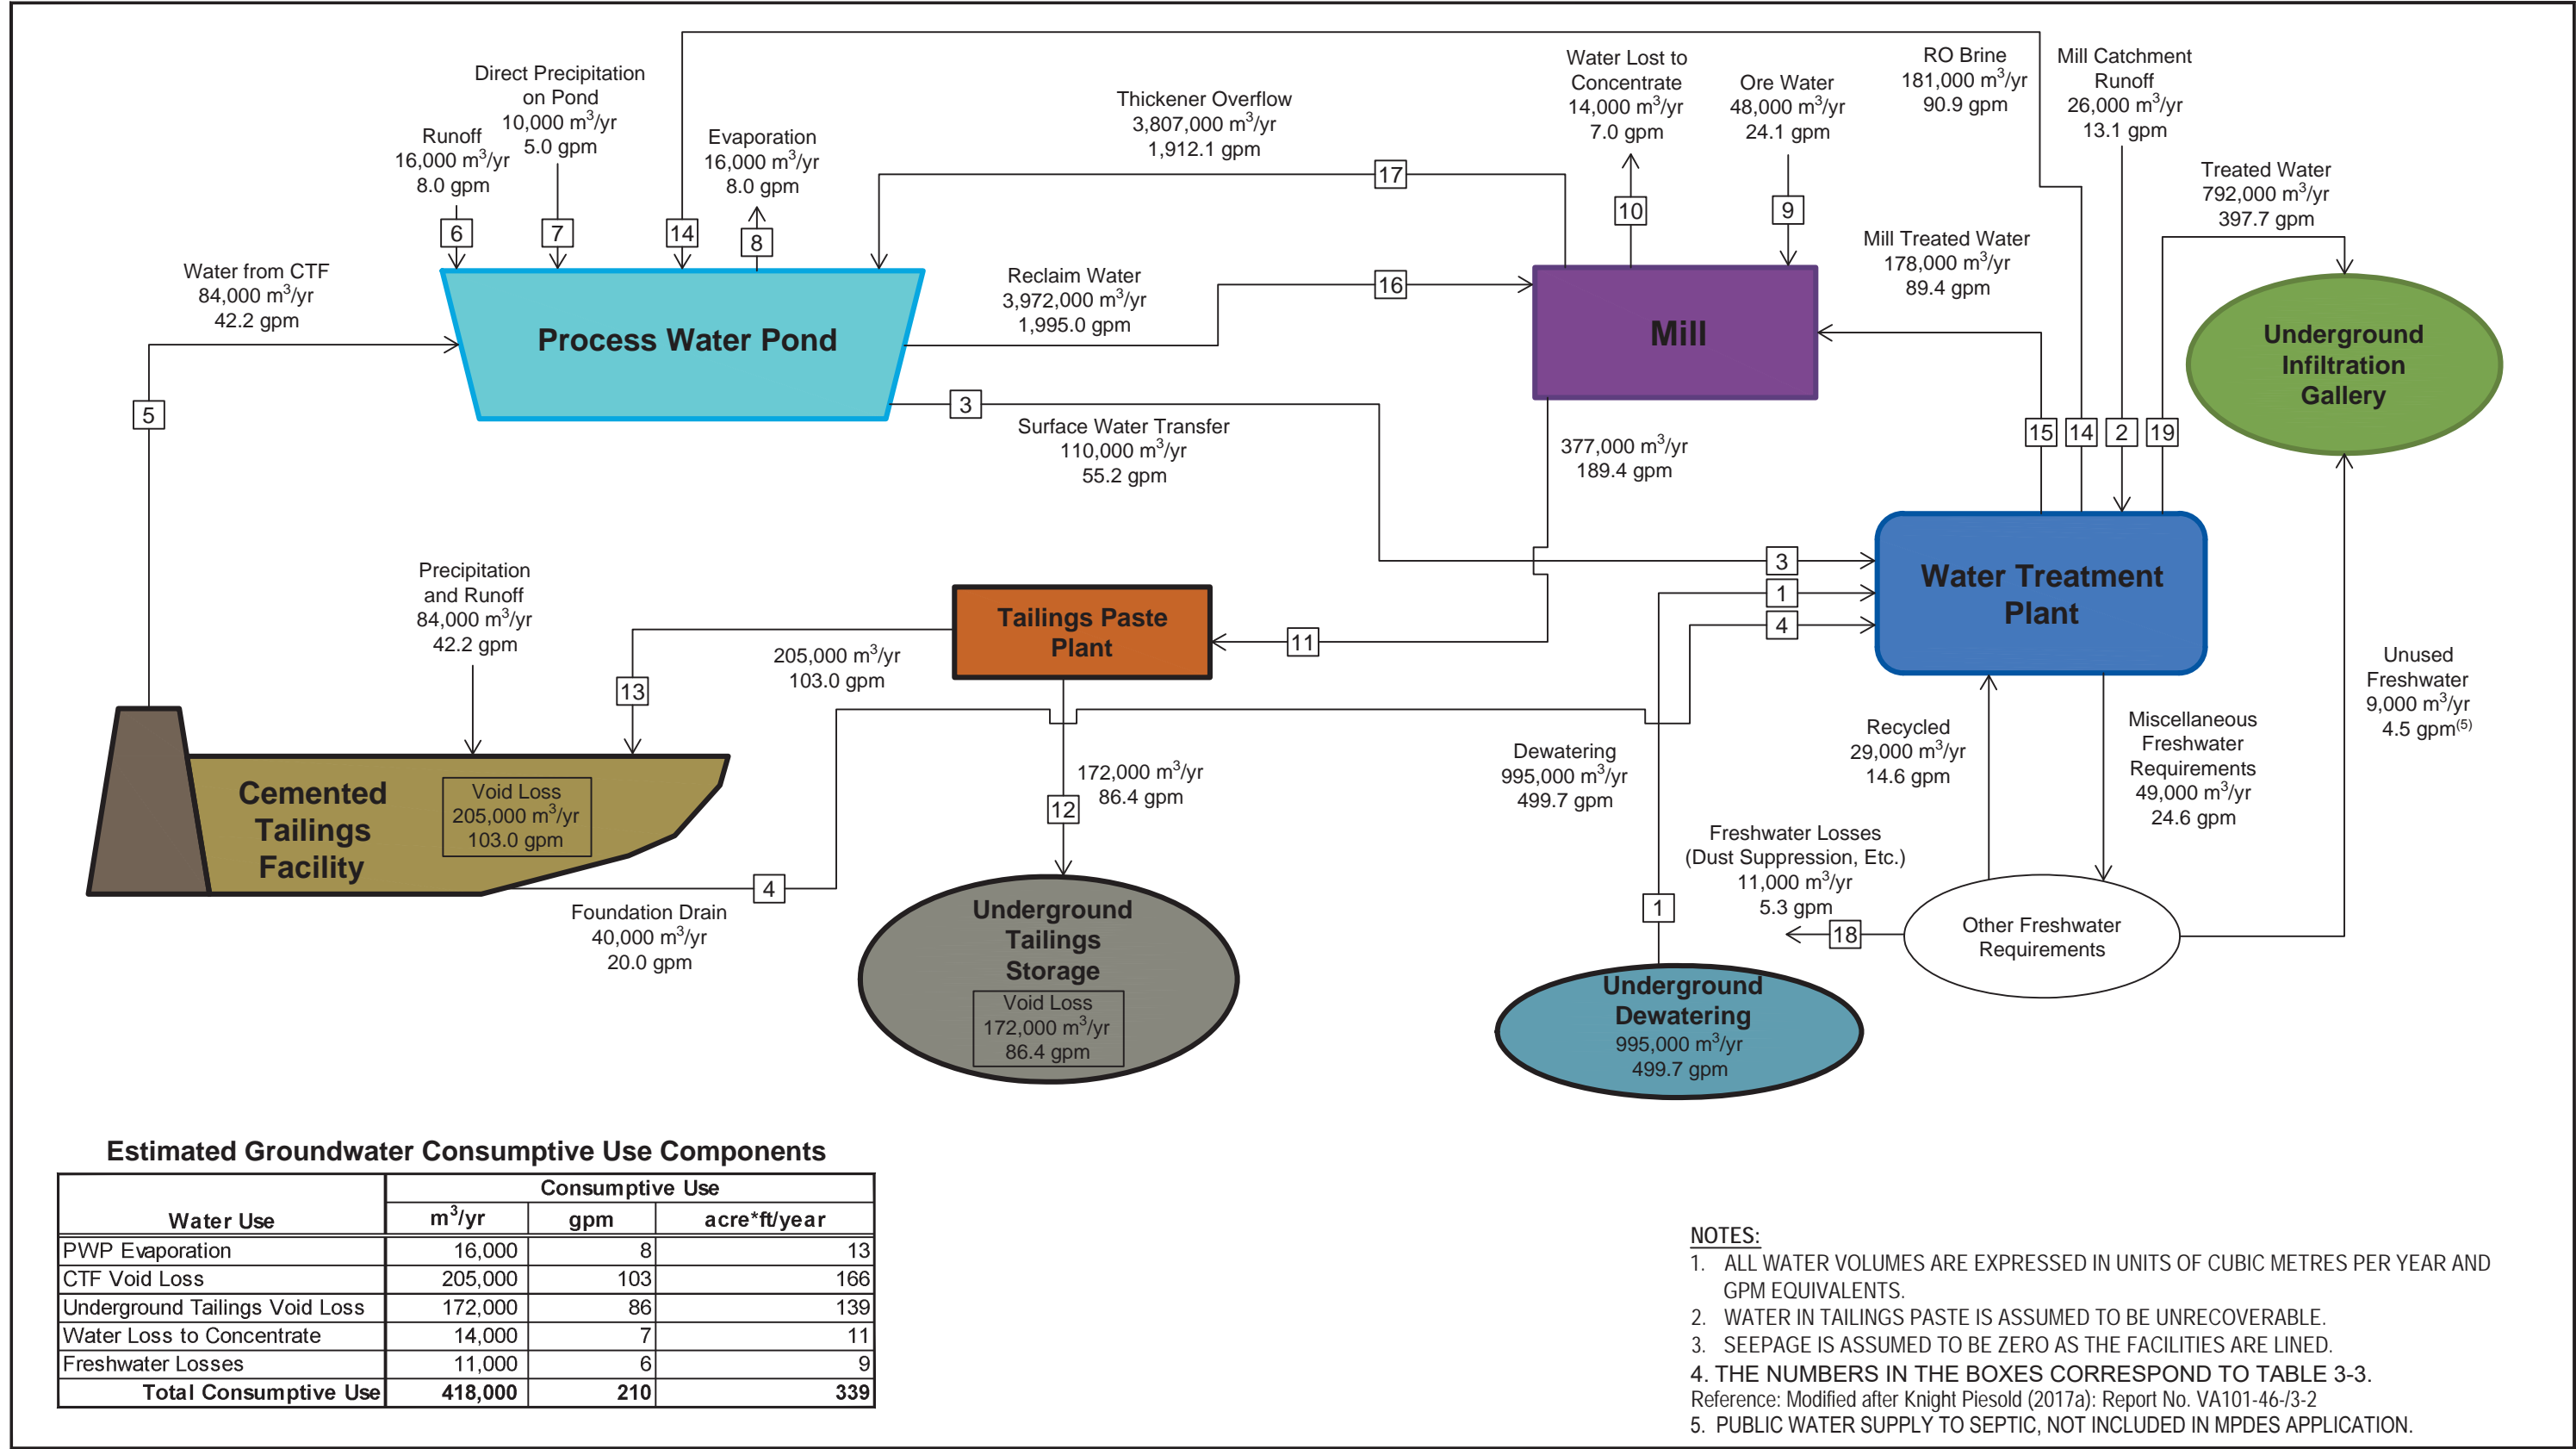 Direct Precipitation
on Pond
10,000 m³/yr
5.0 gpm
Runoff
16,000 m³/yr
8.0 gpm
Evaporation
16,000 m³/yr
8.0 gpm
Thickener Overflow
3,807,000 m³/yr
1,912.1 gpm
Water Lost to
Concentrate
14,000 m³/yr
7.0 gpm
Ore Water
48,000 m³/yr
24.1 gpm
RO Brine
181,000 m³/yr
90.9 gpm
Mill Catchment
Runoff
26,000 m³/yr
13.1 gpm
Treated Water
792,000 m³/yr
397.7 gpm
6
7
14
8
17
10
9
Water from CTF
84,000 m³/yr
42.2 gpm
Process Water Pond
Reclaim Water
3,972,000 m³/yr
1,995.0 gpm
16
Mill
Mill Treated Water
178,000 m³/yr
89.4 gpm
Underground
Infiltration
Gallery
5
3
Surface Water Transfer
110,000 m³/yr
55.2 gpm
377,000 m³/yr
189.4 gpm
15
14
2
19
Precipitation
and Runoff
84,000 m³/yr
42.2 gpm
Tailings Paste
Plant
3
1
4
11
Water Treatment
Plant
13
205,000 m³/yr
103.0 gpm
Unused
Freshwater
9,000 m³/yr
4.5 gpm(5)
Cemented
Tailings
Facility
Void Loss
205,000 m³/yr
103.0 gpm
172,000 m³/yr
86.4 gpm
12
Dewatering
995,000 m³/yr
499.7 gpm
Recycled
29,000 m³/yr
14.6 gpm
Miscellaneous
Freshwater
Requirements
49,000 m³/yr
24.6 gpm
4
Foundation Drain
40,000 m³/yr
20.0 gpm
Underground
Tailings
Storage
Void Loss
172,000 m³/yr
86.4 gpm
1
Freshwater Losses
(Dust Suppression, Etc.)
11,000 m³/yr
5.3 gpm
18
Other Freshwater
Requirements
Underground
Dewatering
995,000 m³/yr
499.7 gpm
Estimated Groundwater Consumptive Use Components
Consumptive Use
Water Use m³/yr gpm acre*ft/year
PWP Evaporation 16,000 8 13
CTF Void Loss 205,000 103 166
Underground Tailings Void Loss 172,000 86 139
Water Loss to Concentrate 14,000 7 11
Freshwater Losses 11,000 6 9
Total Consumptive Use 418,000 210 339
NOTES:
1. ALL WATER VOLUMES ARE EXPRESSED IN UNITS OF CUBIC METRES PER YEAR AND
GPM EQUIVALENTS.
2. WATER IN TAILINGS PASTE IS ASSUMED TO BE UNRECOVERABLE.
3. SEEPAGE IS ASSUMED TO BE ZERO AS THE FACILITIES ARE LINED.
4. THE NUMBERS IN THE BOXES CORRESPOND TO TABLE 3-3.
Reference: Modified after Knight Piesold (2017a): Report No. VA101-46-/3-2
5. PUBLIC WATER SUPPLY TO SEPTIC, NOT INCLUDED IN MPDES APPLICATION.